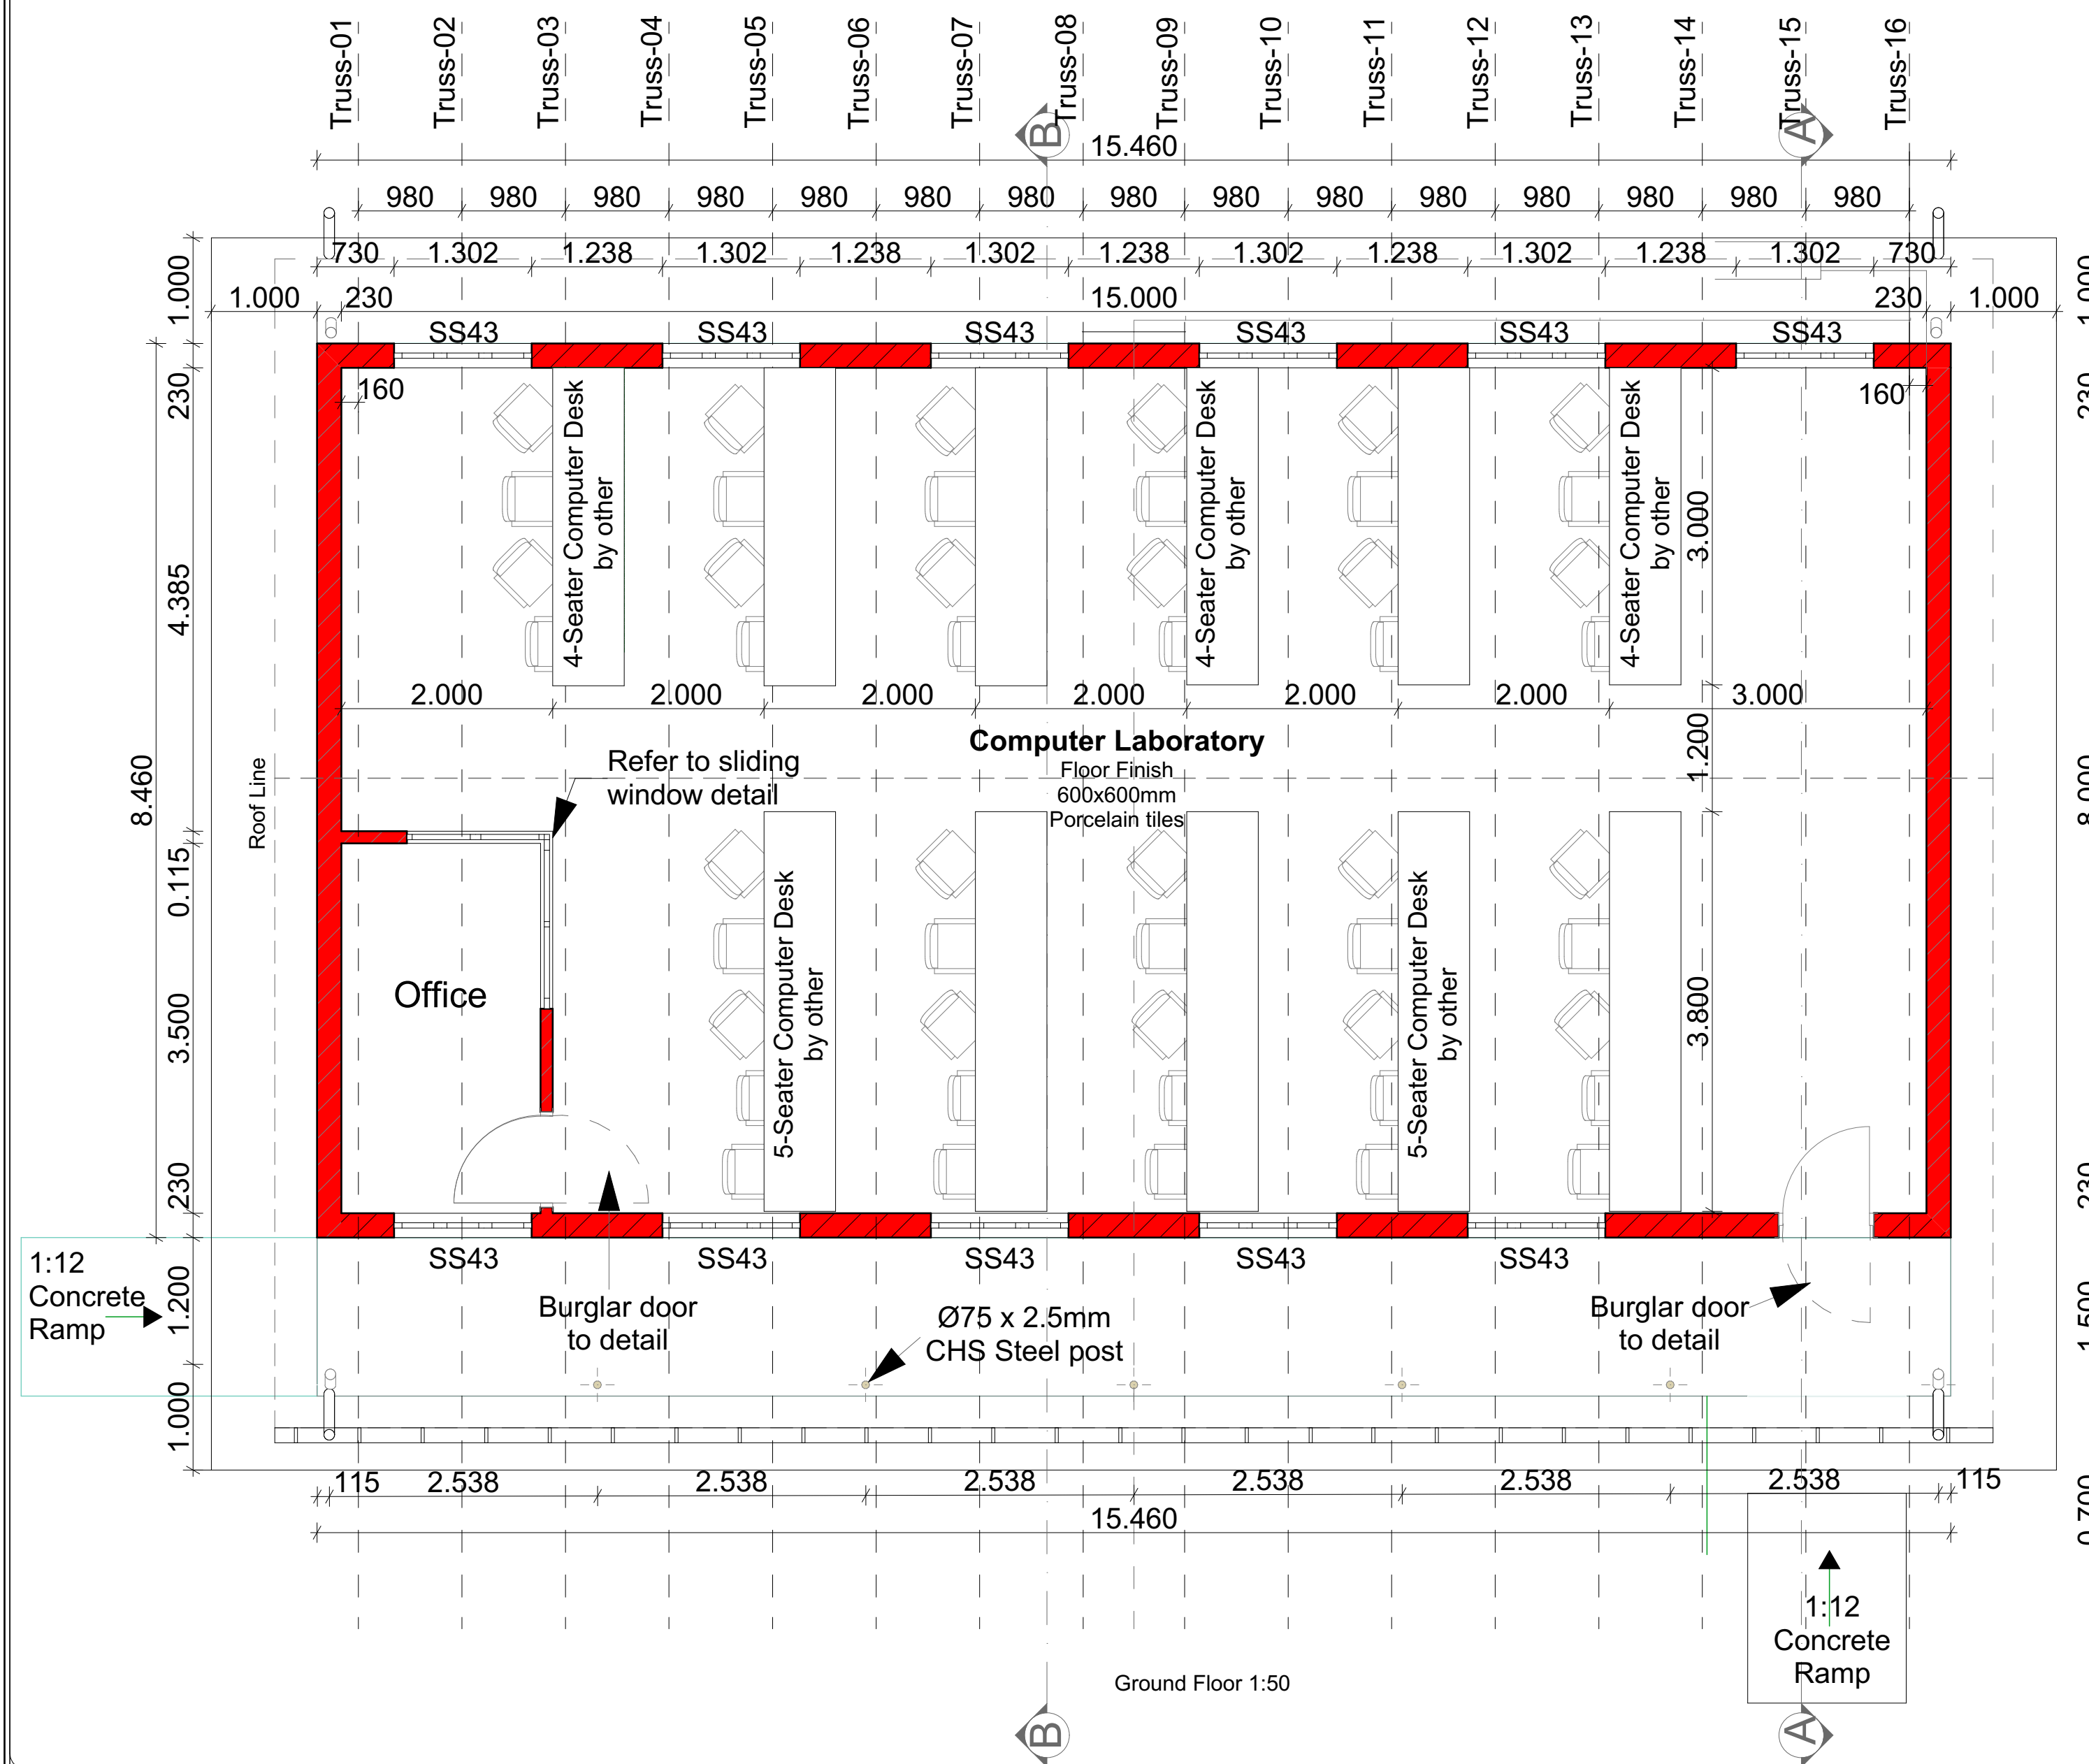 Truss-01
Truss-02
Truss-03
Truss-04
Truss-05
Truss-06
Truss-07
Truss-08
Truss-09
Truss-10
Truss-11
Truss-12
Truss-13
Truss-14
Truss-15
Truss-16
B
A
15.460
980 980 980 980 980 980 980 980 980 980 980 980 980 980 980
730 1.302 1.238 1.302 1.238 1.302 1.238 1.302 1.238 1.302 1.238 1.302 730
1.000 230 15.000 230 1.000
SS43 SS43 SS43 SS43 SS43 SS43
160 160
1.000
230
4.385
8.460
0.115
3.500
230
1.200
1.000
4-Seater Computer Desk
by other
4-Seater Computer Desk
by other
4-Seater Computer Desk
by other
3.000
2.000 2.000 2.000 2.000 2.000 2.000 3.000
1.200
Computer Laboratory
Floor Finish
600x600mm
Porcelain tiles
Refer to sliding
window detail
Roof Line
Office
5-Seater Computer Desk
by other
5-Seater Computer Desk
by other
3.800
SS43 SS43 SS43 SS43 SS43
1:12
Concrete
Ramp
Burglar door
to detail
Ø75 x 2.5mm
CHS Steel post
Burglar door
to detail
115 2.538 2.538 2.538 2.538 2.538 2.538 115
15.460
1:12
Concrete
Ramp
Ground Floor 1:50
B
A
1.000
230
8.000
230
1.500
0.700